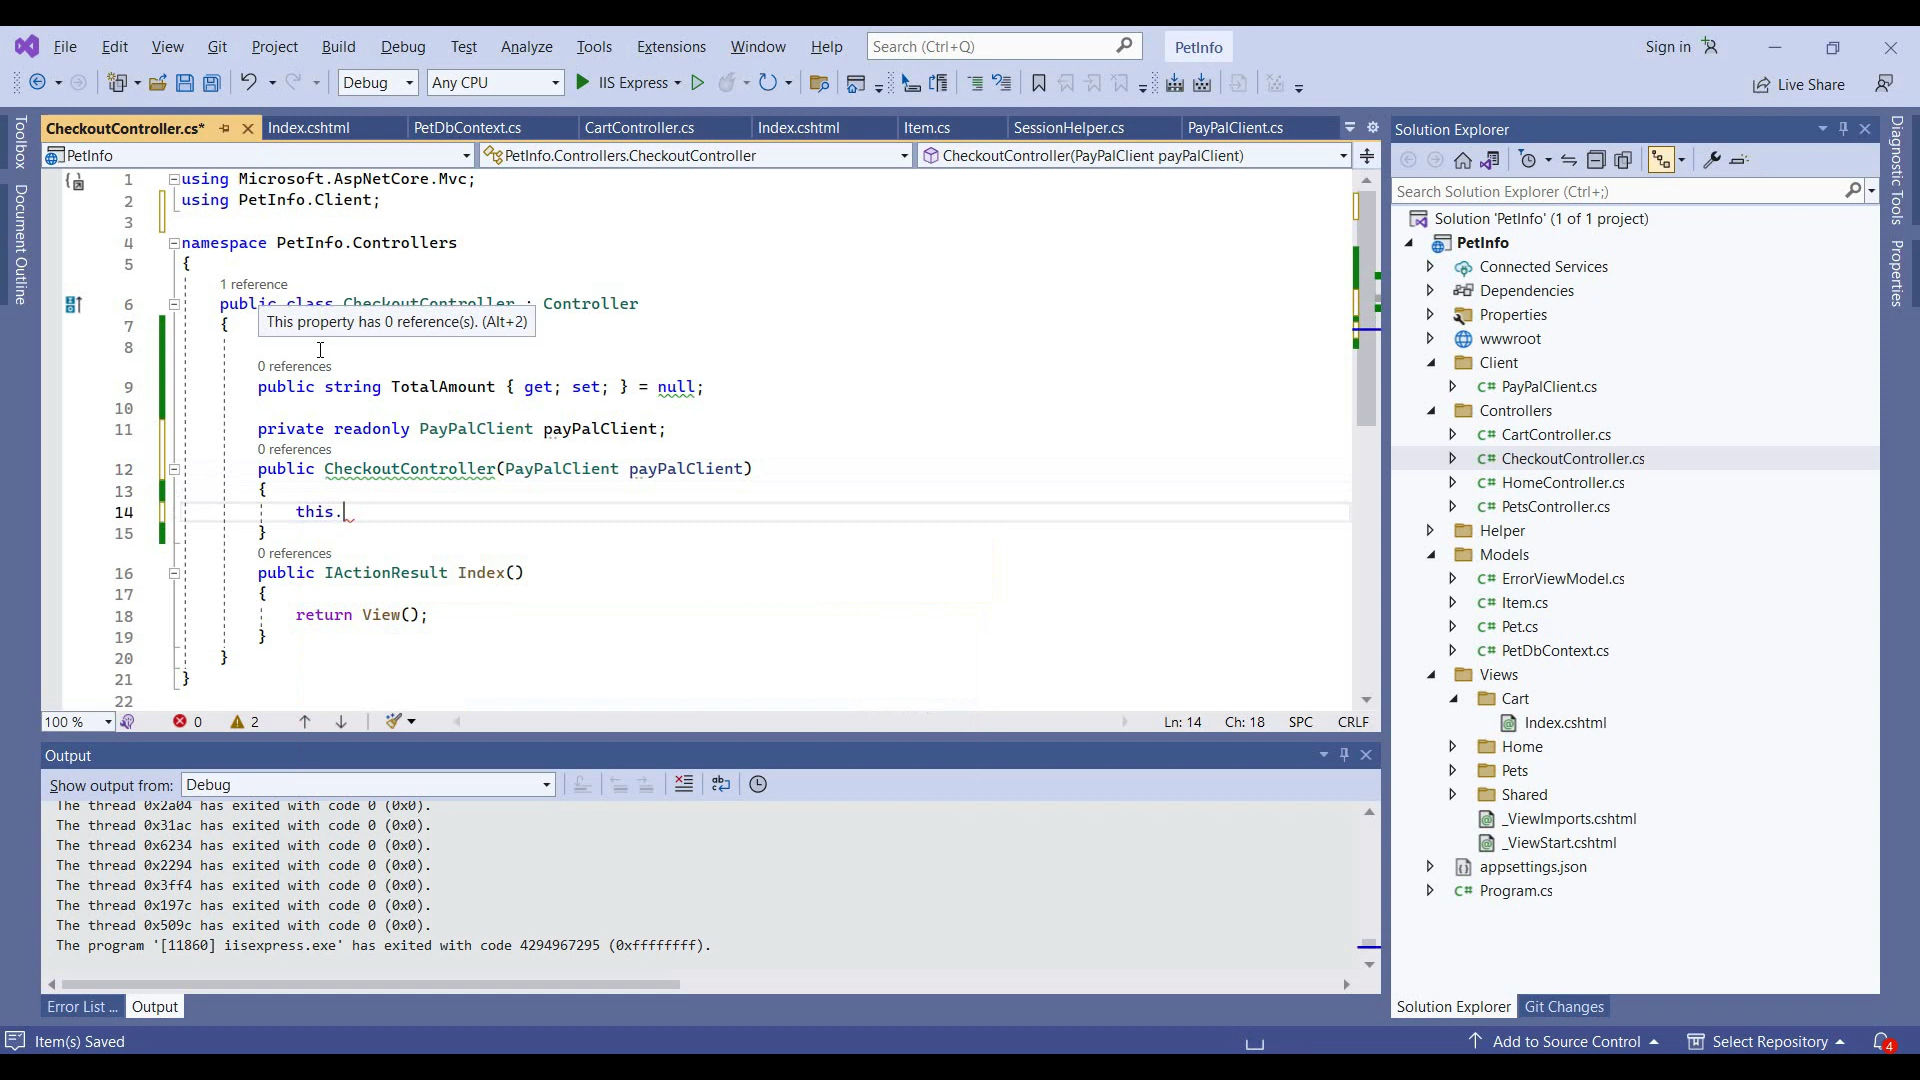 File Edit View Git Project Build Debug Test Analyze Tools Extensions Window Help Search (Ctrl+Q) PetInfo Sign in
Debug Any CPU IIS Express Live Share
CheckoutController.cs* Index.cshtml PetDbContext.cs CartController.cs Index.cshtml Item.cs SessionHelper.cs PayPalClient.cs
PetInfo PetInfo.Controllers.CheckoutController CheckoutController(PayPalClient payPalClient)
Toolbox
Document Outline
1 using Microsoft.AspNetCore.Mvc;
2 using PetInfo.Client;
3
4 namespace PetInfo.Controllers
5 {
1 reference
6 public class CheckoutController : Controller
This property has 0 reference(s). (Alt+2)
7 {
8
0 references
9 public string TotalAmount { get; set; } = null;
10
11 private readonly PayPalClient payPalClient;
0 references
12 public CheckoutController(PayPalClient payPalClient)
13 {
14 this.
15 }
0 references
16 public IActionResult Index()
17 {
18 return View();
19 }
20 }
21 }
22
100 % 0 2 Ln: 14 Ch: 18 SPC CRLF
Output
Show output from: Debug
The thread 0x2a04 has exited with code 0 (0x0).
The thread 0x31ac has exited with code 0 (0x0).
The thread 0x6234 has exited with code 0 (0x0).
The thread 0x2294 has exited with code 0 (0x0).
The thread 0x3ff4 has exited with code 0 (0x0).
The thread 0x197c has exited with code 0 (0x0).
The thread 0x509c has exited with code 0 (0x0).
The program '[11860] iisexpress.exe' has exited with code 4294967295 (0xffffffff).
Error List ... Output
Solution Explorer
Search Solution Explorer (Ctrl+;)
Solution 'PetInfo' (1 of 1 project)
PetInfo
Connected Services
Dependencies
Properties
wwwroot
Client
C# PayPalClient.cs
Controllers
C# CartController.cs
C# CheckoutController.cs
C# HomeController.cs
C# PetsController.cs
Helper
Models
C# ErrorViewModel.cs
C# Item.cs
C# Pet.cs
C# PetDbContext.cs
Views
Cart
Index.cshtml
Home
Pets
Shared
_ViewImports.cshtml
_ViewStart.cshtml
appsettings.json
C# Program.cs
Solution Explorer Git Changes
Diagnostic Tools
Properties
Item(s) Saved Add to Source Control Select Repository 4